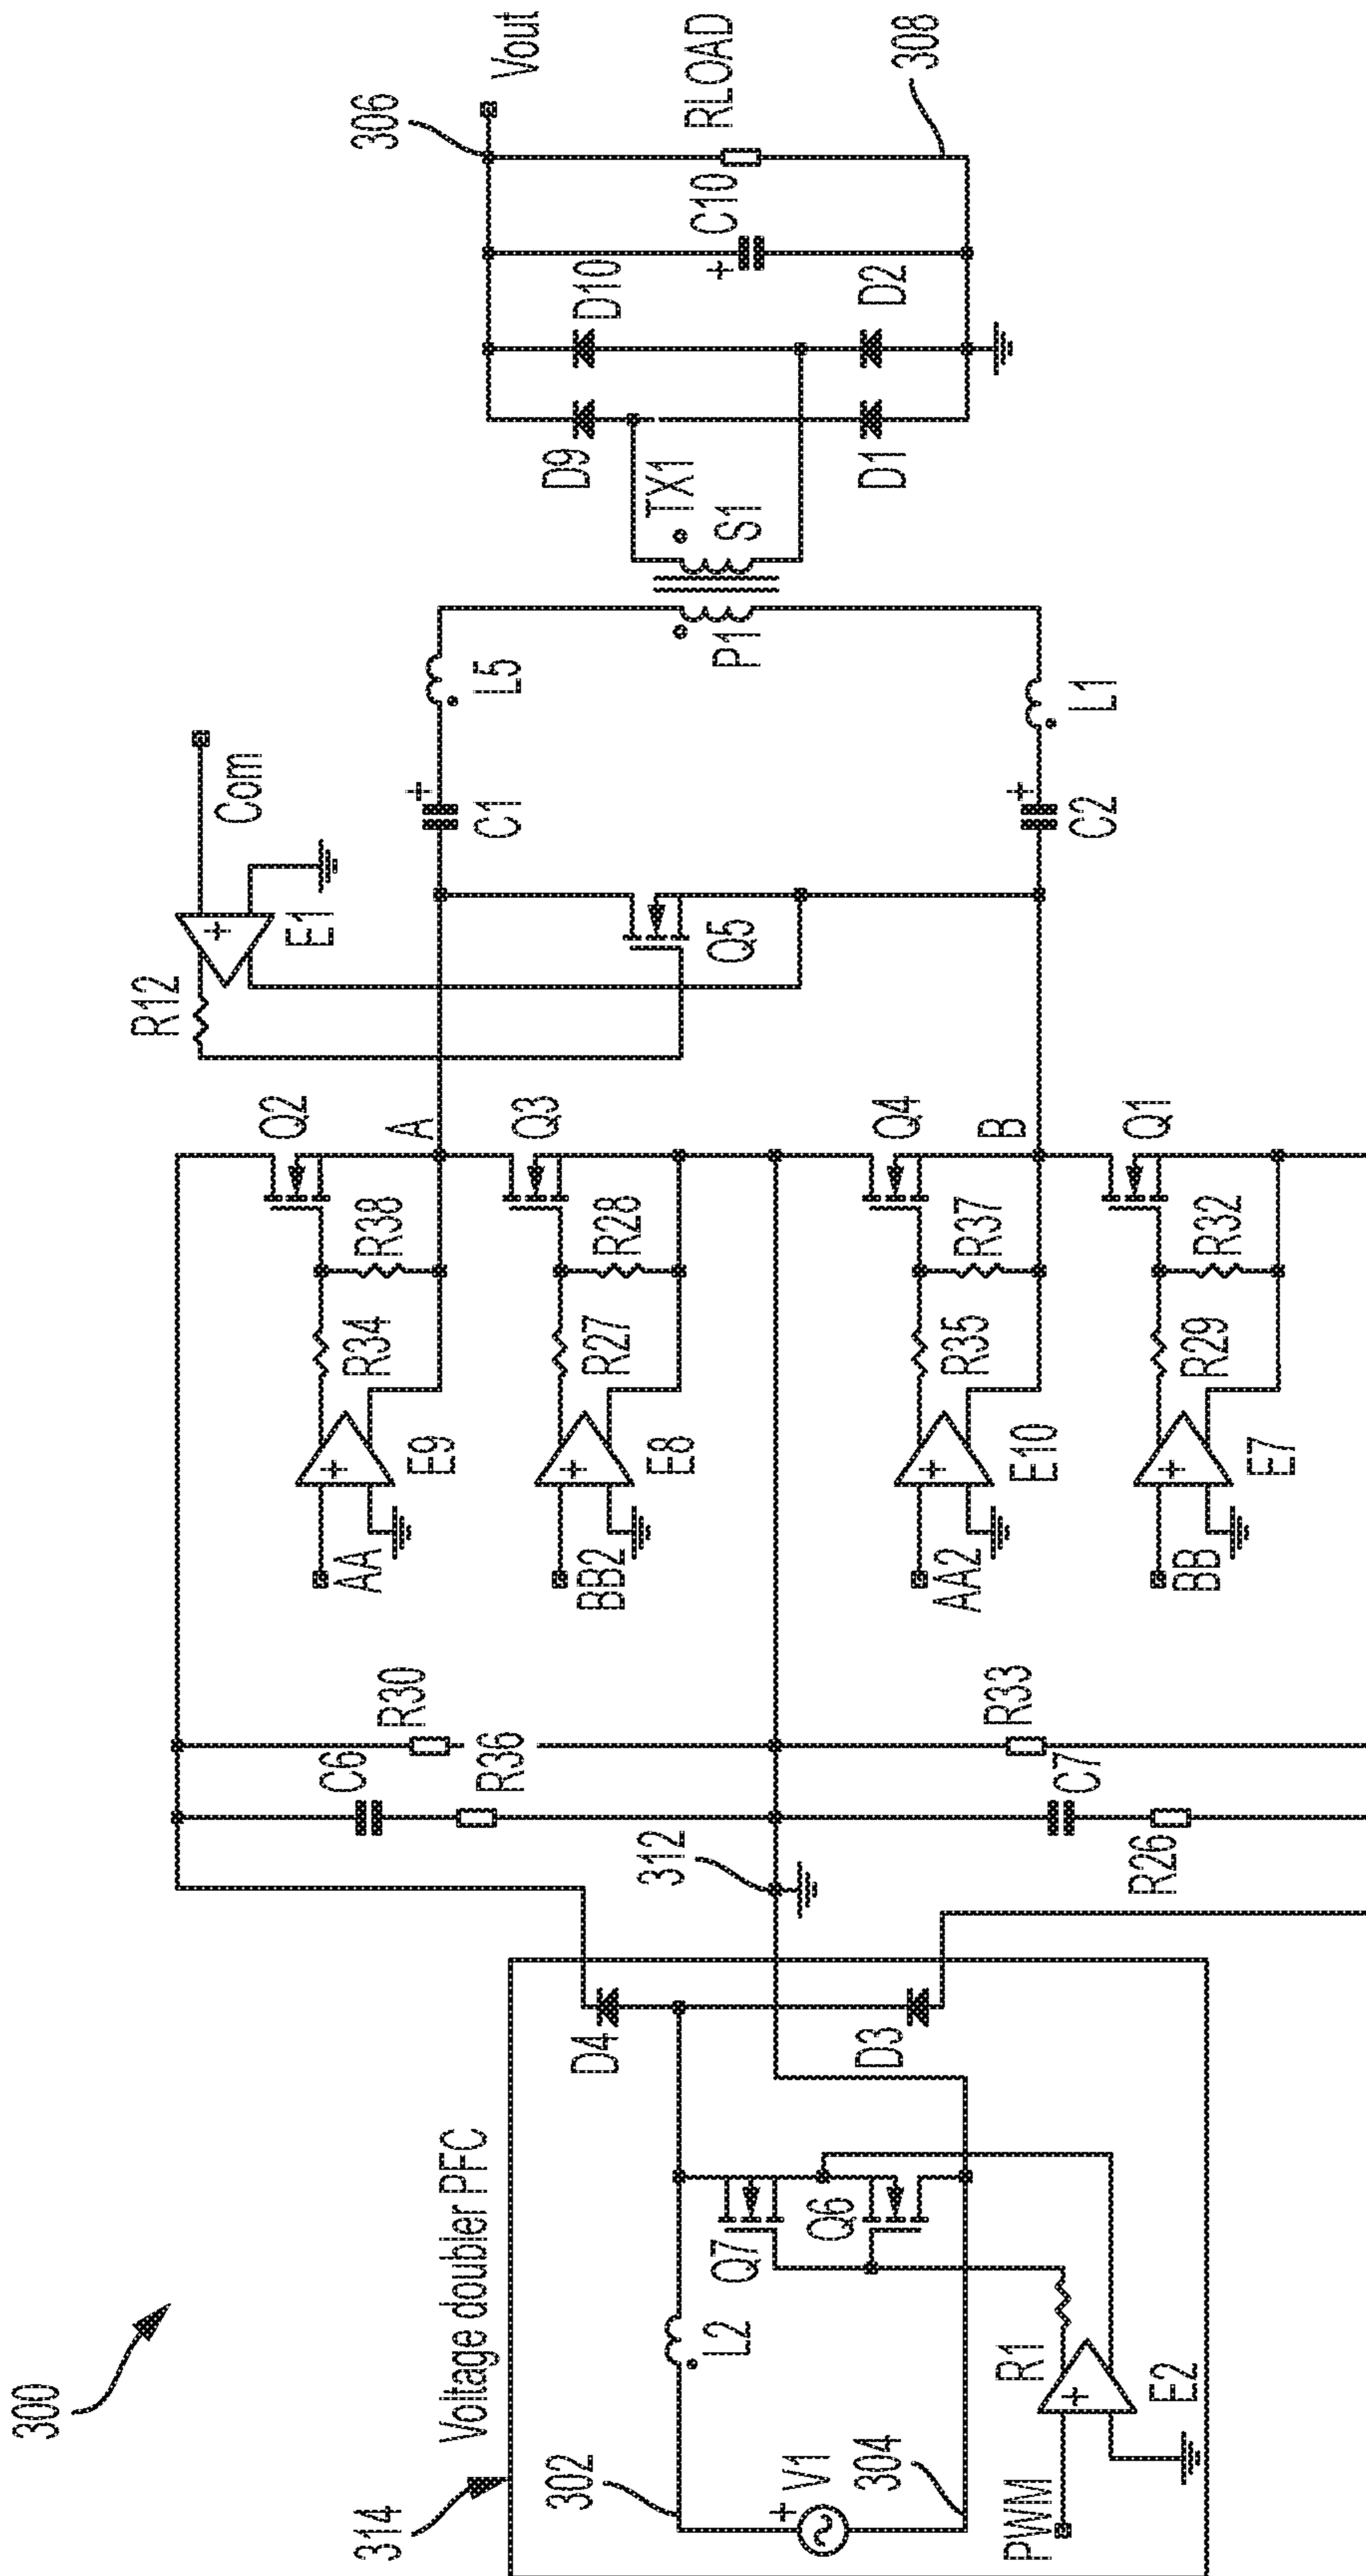 300
314
Voltage doubler PFC
302
V1
304
PWM
L2
Q7
Q6
R1
E2
D4
D3
312
C6
R30
R36
C7
R33
R26
AA
E9
R34
R38
Q2
A
BB2
E8
R27
R28
Q3
AA2
E10
R35
R37
Q4
B
BB
E7
R29
R32
Q1
R12
E1
Com
Q5
C1
L5
C2
L1
P1
S1
TX1
D9
D10
D1
D2
C10
306
Vout
RLOAD
308